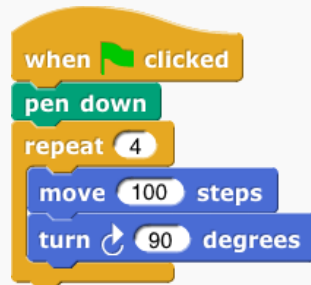 when clicked
pen down
repeat 4
move 100 steps
turn 90 degrees